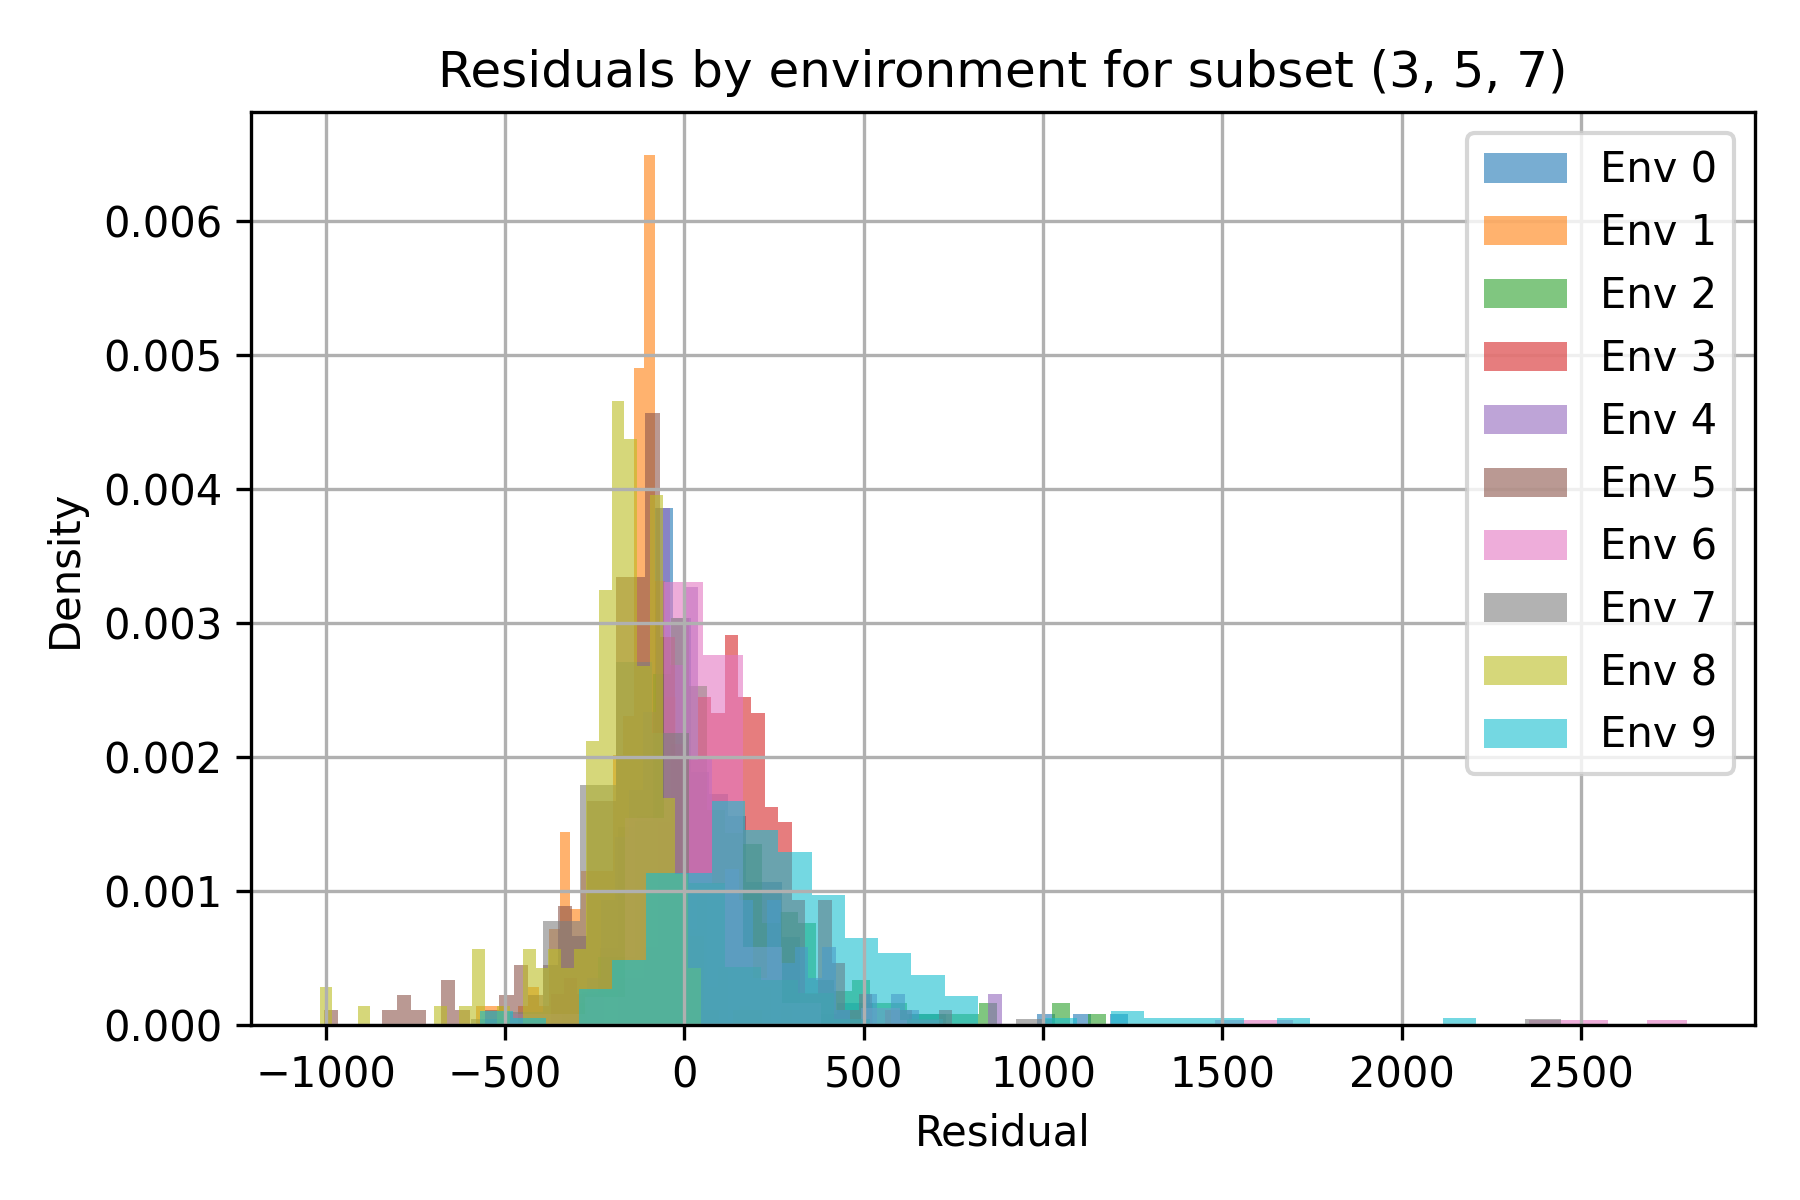 Residuals by environment for subset (3, 5, 7)
Density
0.006
0.005
0.004
0.003
0.002
0.001
0.000
−1000
−500
0
500
1000
1500
2000
2500
Residual
Env 0
Env 1
Env 2
Env 3
Env 4
Env 5
Env 6
Env 7
Env 8
Env 9